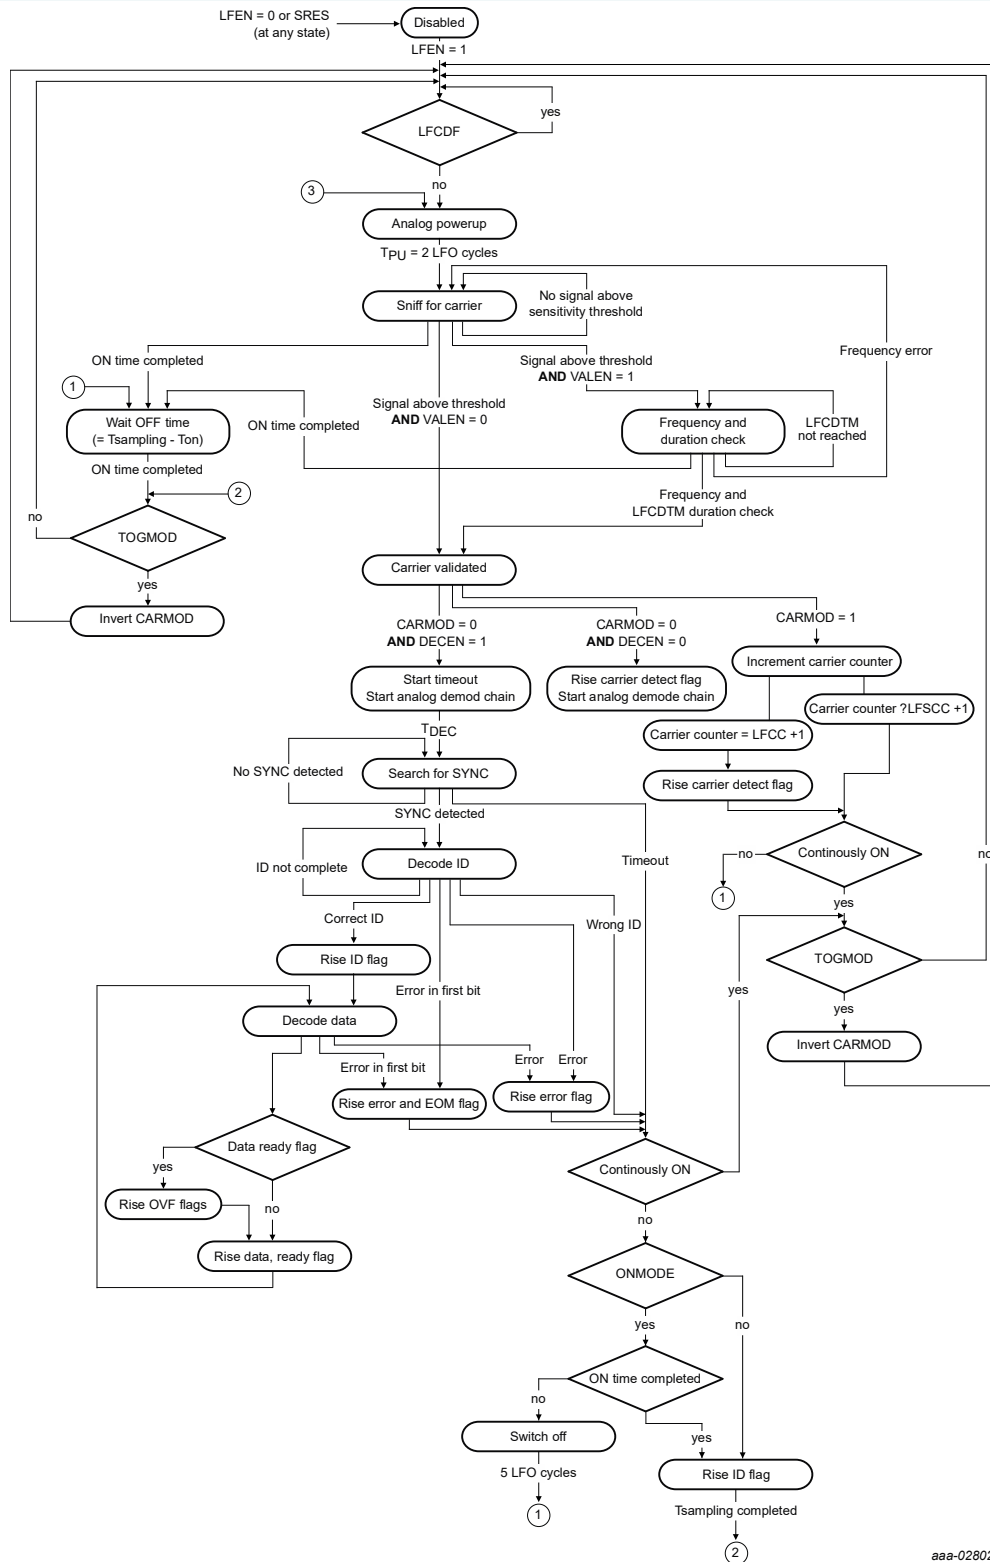 LFEN = 0 or SRES
(at any state)
Disabled
LFEN = 1
yes
LFCDF
no
3
Analog powerup
TPU = 2 LFO cycles
Sniff for carrier
No signal above
sensitivity threshold
Frequency error
ON time completed
Signal above threshold
AND VALEN = 1
1
Signal above threshold
AND VALEN = 0
Wait OFF time
(= Tsampling - Ton)
ON time completed
Frequency and
duration check
LFCDTM
not reached
ON time completed
2
Frequency and
LFCDTM duration check
no
TOGMOD
yes
Carrier validated
Invert CARMOD
CARMOD = 0
AND DECEN = 1
CARMOD = 0
AND DECEN = 0
CARMOD = 1
Increment carrier counter
Start timeout
Start analog demod chain
Rise carrier detect flag
Start analog demode chain
Carrier counter ?LFSCC +1
TDEC
Carrier counter = LFCC +1
No SYNC detected
Search for SYNC
Rise carrier detect flag
SYNC detected
Continously ON
no
no
ID not complete
Decode ID
Timeout
1
yes
Correct ID
Wrong ID
Rise ID flag
TOGMOD
Error in first bit
yes
yes
Decode data
Invert CARMOD
Error in first bit
Error
Error
Rise error and EOM flag
Rise error flag
Data ready flag
yes
Continously ON
Rise OVF flags
no
no
Rise data, ready flag
ONMODE
yes
no
ON time completed
no
Switch off
yes
5 LFO cycles
Rise ID flag
1
Tsampling completed
2
aaa-02802